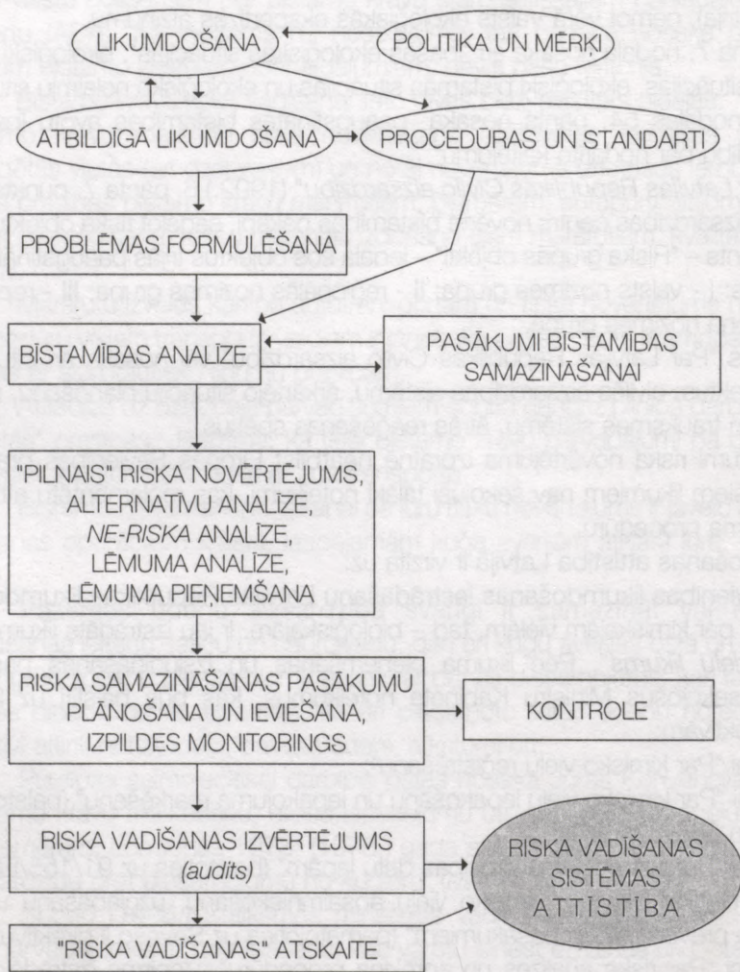 LIKUMDOŠANA
POLITIKA UN MĒRĶI
ATBILDĪGĀ LIKUMDOŠANA
PROCEDŪRAS UN STANDARTI
PROBLĒMAS FORMULĒŠANA
BĪSTAMĪBAS ANALĪZE
PASĀKUMI BĪSTAMĪBAS
SAMAZINĀŠANAI
"PILNAIS" RISKA NOVĒRTĒJUMS,
ALTERNATĪVU ANALĪZE,
NE-RISKA ANALĪZE,
LĒMUMA ANALĪZE,
LĒMUMA PIEŅEMŠANA
RISKA SAMAZINĀŠANAS PASĀKUMU
PLĀNOŠANA UN IEVIEŠANA,
IZPILDES MONITORINGS
KONTROLE
RISKA VADĪŠANAS IZVĒRTĒJUMS
(audits)
RISKA VADĪŠANAS
SISTĒMAS
ATTĪSTĪBA
"RISKA VADĪŠANAS" ATSKAITE